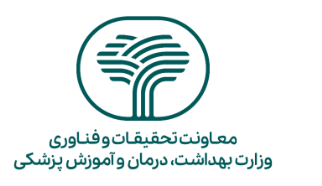 معاونت تحقیقات و فناوری
وزارت بهداشت، درمان و آموزش پزشکی